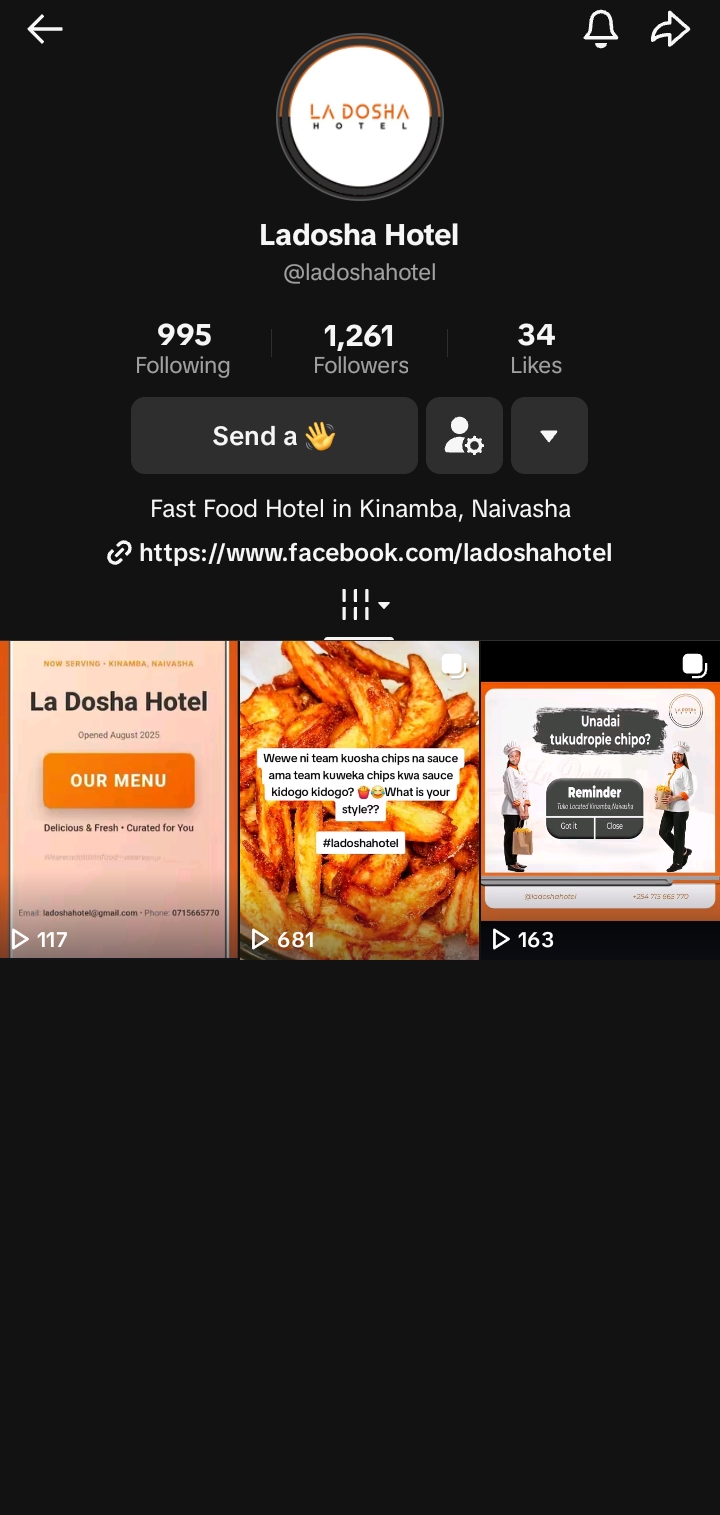 LA DOSHA
HOTEL
Ladosha Hotel
@ladoshahotel
995
Following
1,261
Followers
34
Likes
Send a 👋
Fast Food Hotel in Kinamba, Naivasha
https://www.facebook.com/ladoshahotel
NOW SERVING • KINAMBA, NAIVASHA
La Dosha Hotel
Opened August 2025
OUR MENU
Delicious & Fresh • Curated for You
Email: ladoshahotel@gmail.com • Phone: 0715665770
117
Wewe ni team kuosha chips na sauce
ama team kuweka chips kwa sauce
kidogo kidogo? 🍟😂What is your
style??
#ladoshahotel
681
Unadai
tukudropie chipo?
Reminder
Tuko Located Kinamba,Naivasha
Got it
Close
@ladoshahotel
+254 715 665 770
163